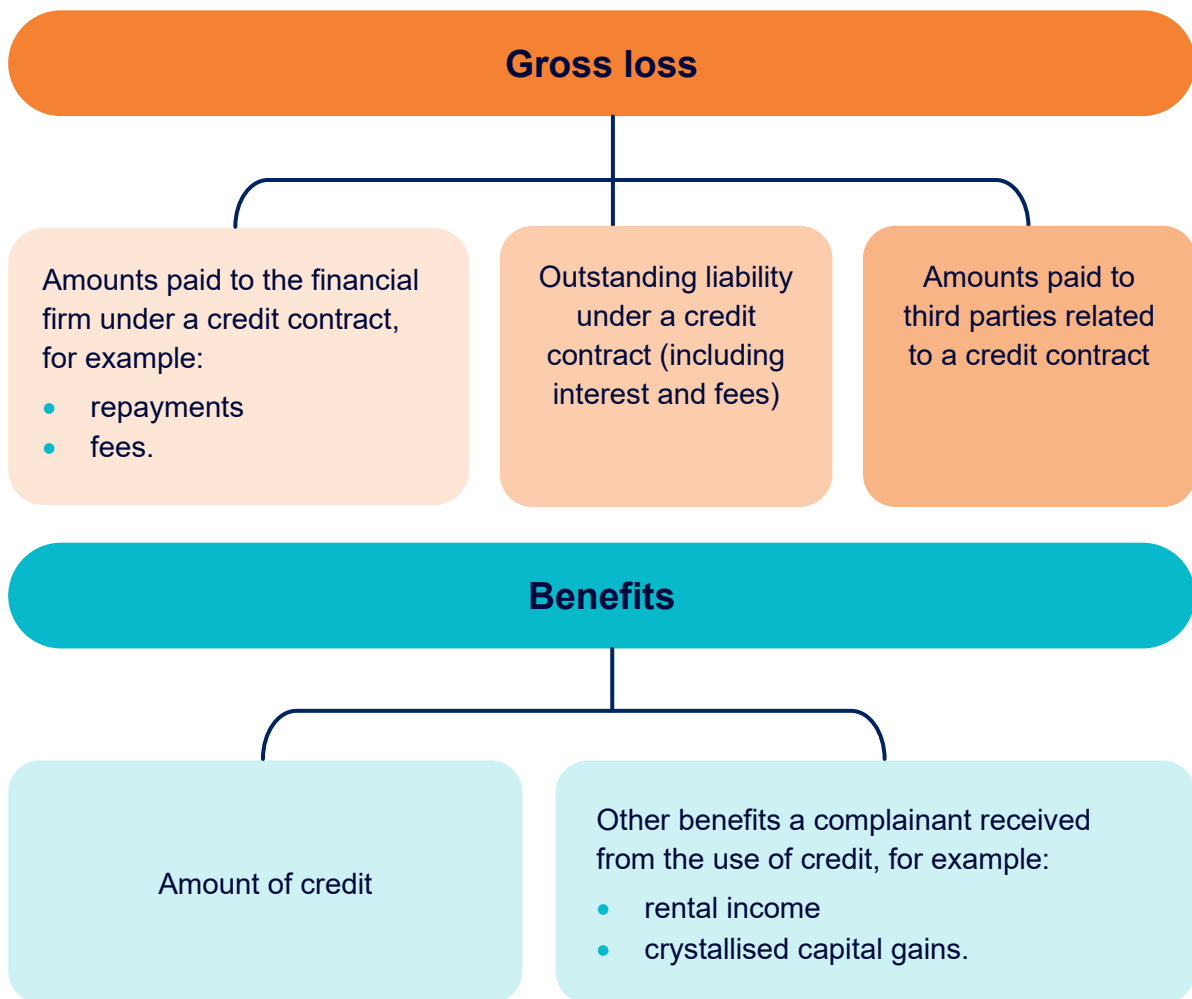 Gross loss
Amounts paid to the financial
firm under a credit contract,
for example:
• repayments
• fees.
Outstanding liability
under a credit
contract (including
interest and fees)
Amounts paid to
third parties related
to a credit contract
Benefits
Amount of credit
Other benefits a complainant received
from the use of credit, for example:
• rental income
• crystallised capital gains.